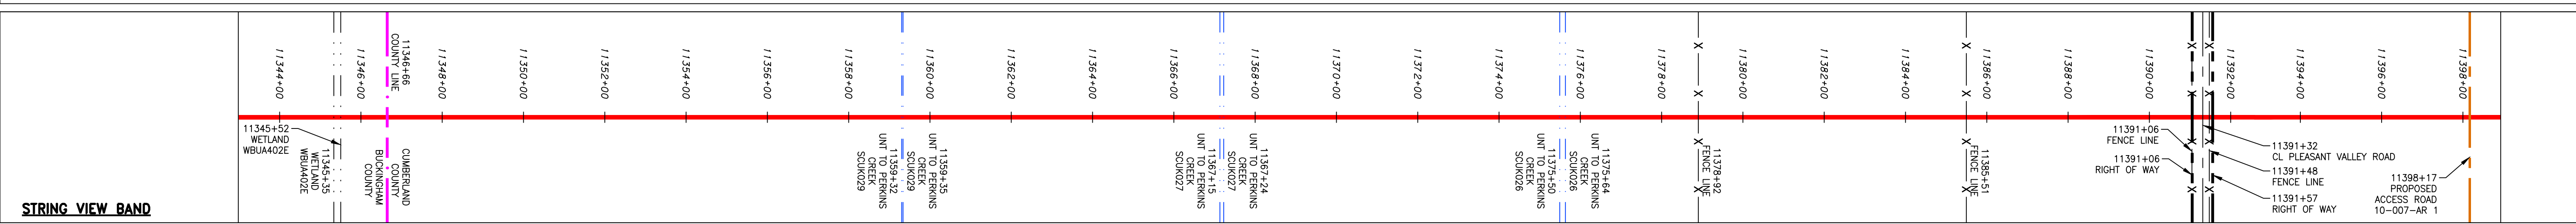 11344+00
11346+00
11346+66
COUNTY LINE
11348+00
11350+00
11352+00
11354+00
11356+00
11358+00
11360+00
11362+00
11364+00
11366+00
11368+00
11370+00
11372+00
11374+00
11376+00
11378+00
11380+00
11382+00
11384+00
11386+00
11388+00
11390+00
11392+00
11394+00
11396+00
11398+00
11345+52
WETLAND
WBUA402E
11345+35
WETLAND
WBUA402E
CUMBERLAND
COUNTY
BUCKINGHAM
COUNTY
11359+35
UNT TO PERKINS
CREEK
SCUK029
11359+32
UNT TO PERKINS
CREEK
SCUK029
11367+24
UNT TO PERKINS
CREEK
SCUK027
11367+15
UNT TO PERKINS
CREEK
SCUK027
11375+64
UNT TO PERKINS
CREEK
SCUK026
11375+50
UNT TO PERKINS
CREEK
SCUK026
11378+92
FENCE LINE
11385+51
FENCE LINE
11391+06
FENCE LINE
11391+06
RIGHT OF WAY
11391+32
CL PLEASANT VALLEY ROAD
11391+48
FENCE LINE
11391+57
RIGHT OF WAY
11398+17
PROPOSED
ACCESS ROAD
10-007-AR 1
STRING VIEW BAND